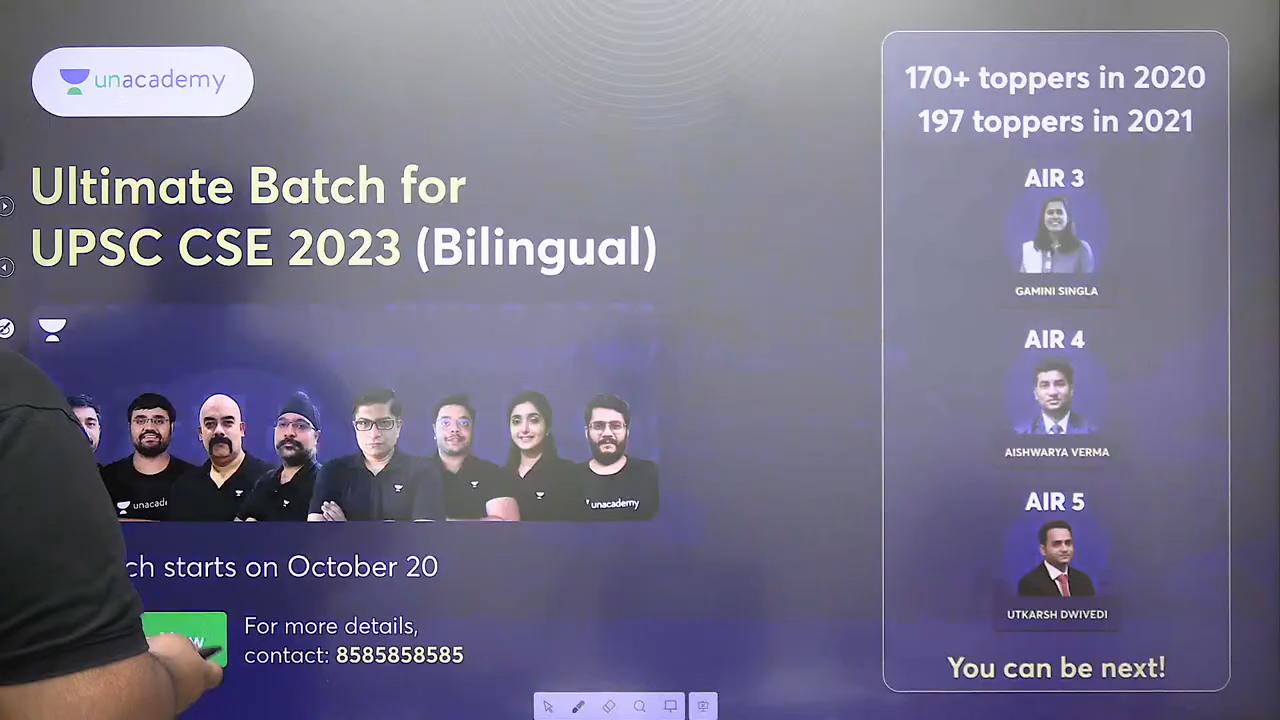 unacademy
Ultimate Batch for
UPSC CSE 2023 (Bilingual)
unacademy
starts on October 20
For more details,
contact: 8585858585
170+ toppers in 2020
197 toppers in 2021
AIR 3
GAMINI SINGLA
AIR 4
AISHWARYA VERMA
AIR 5
UTKARSH DWIVEDI
You can be next!